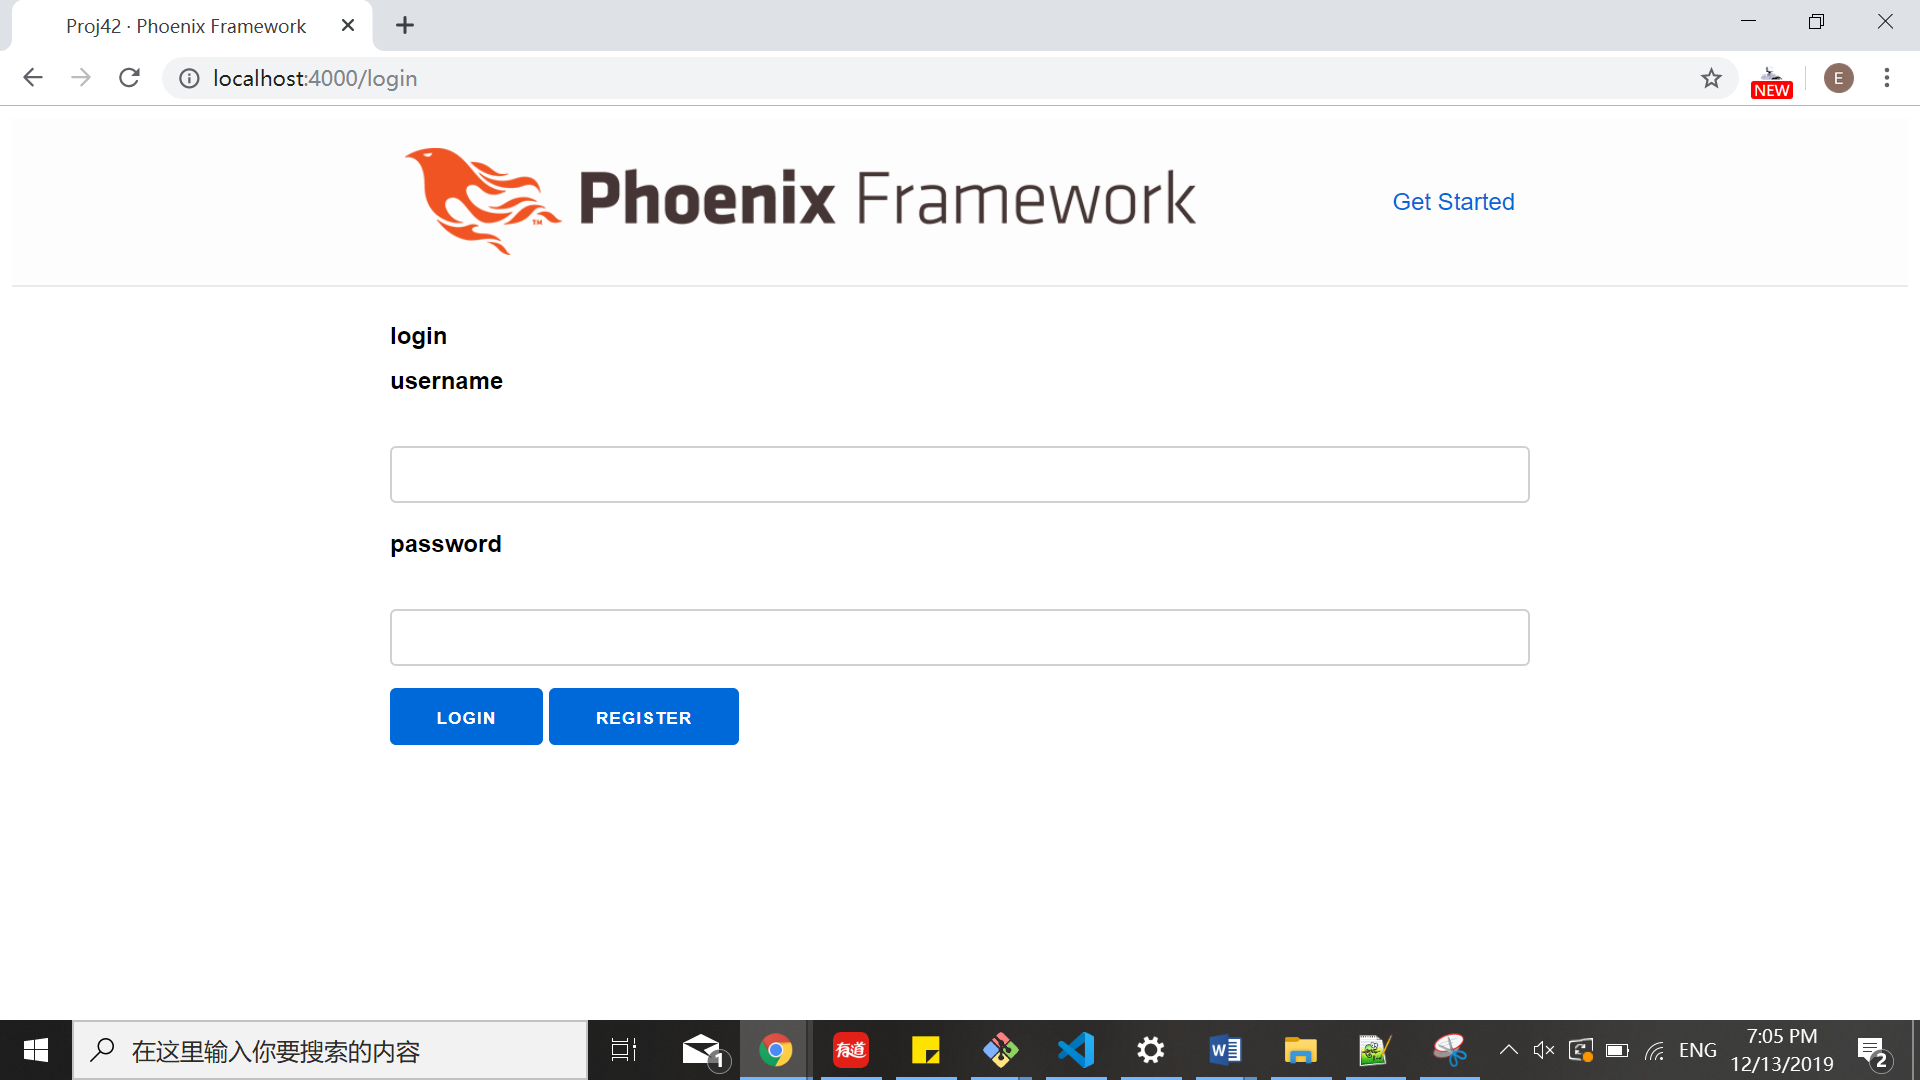 Proj42 · Phoenix Framework
localhost:4000/login
NEW
E
Phoenix Framework
TM
Get Started
login
username
password
LOGIN
REGISTER
在这里输入你要搜索的内容
1
有道
W
ENG
7:05 PM
12/13/2019
2